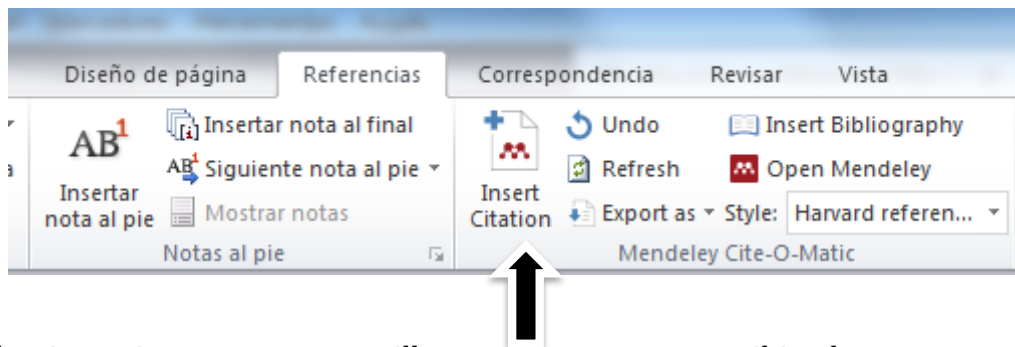 Diseño de página Referencias Correspondencia Revisar Vista
AB1 Insertar nota al pie
Insertar nota al final
AB1 Siguiente nota al pie
Mostrar notas
Notas al pie
Insert Citation
Undo
Refresh
Export as
Insert Bibliography
Open Mendeley
Style: Harvard referen...
Mendeley Cite-O-Matic